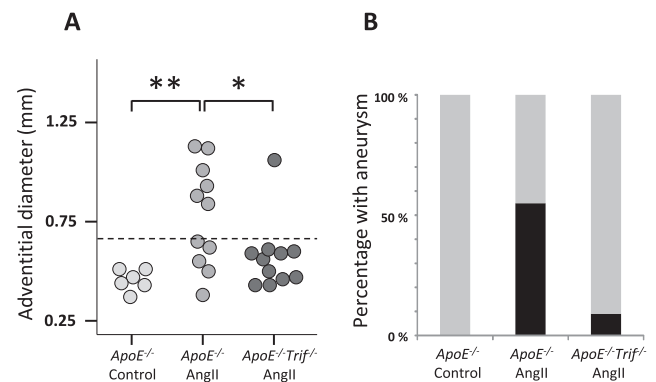 A
Adventitial diameter (mm)
1.25
0.75
0.25
** *
ApoE-/-
Control
ApoE-/-
AngII
ApoE-/-Trif-/-
AngII
B
Percentage with aneurysm
100 %
50 %
0 %
ApoE-/-
Control
ApoE-/-
AngII
ApoE-/-Trif-/-
AngII